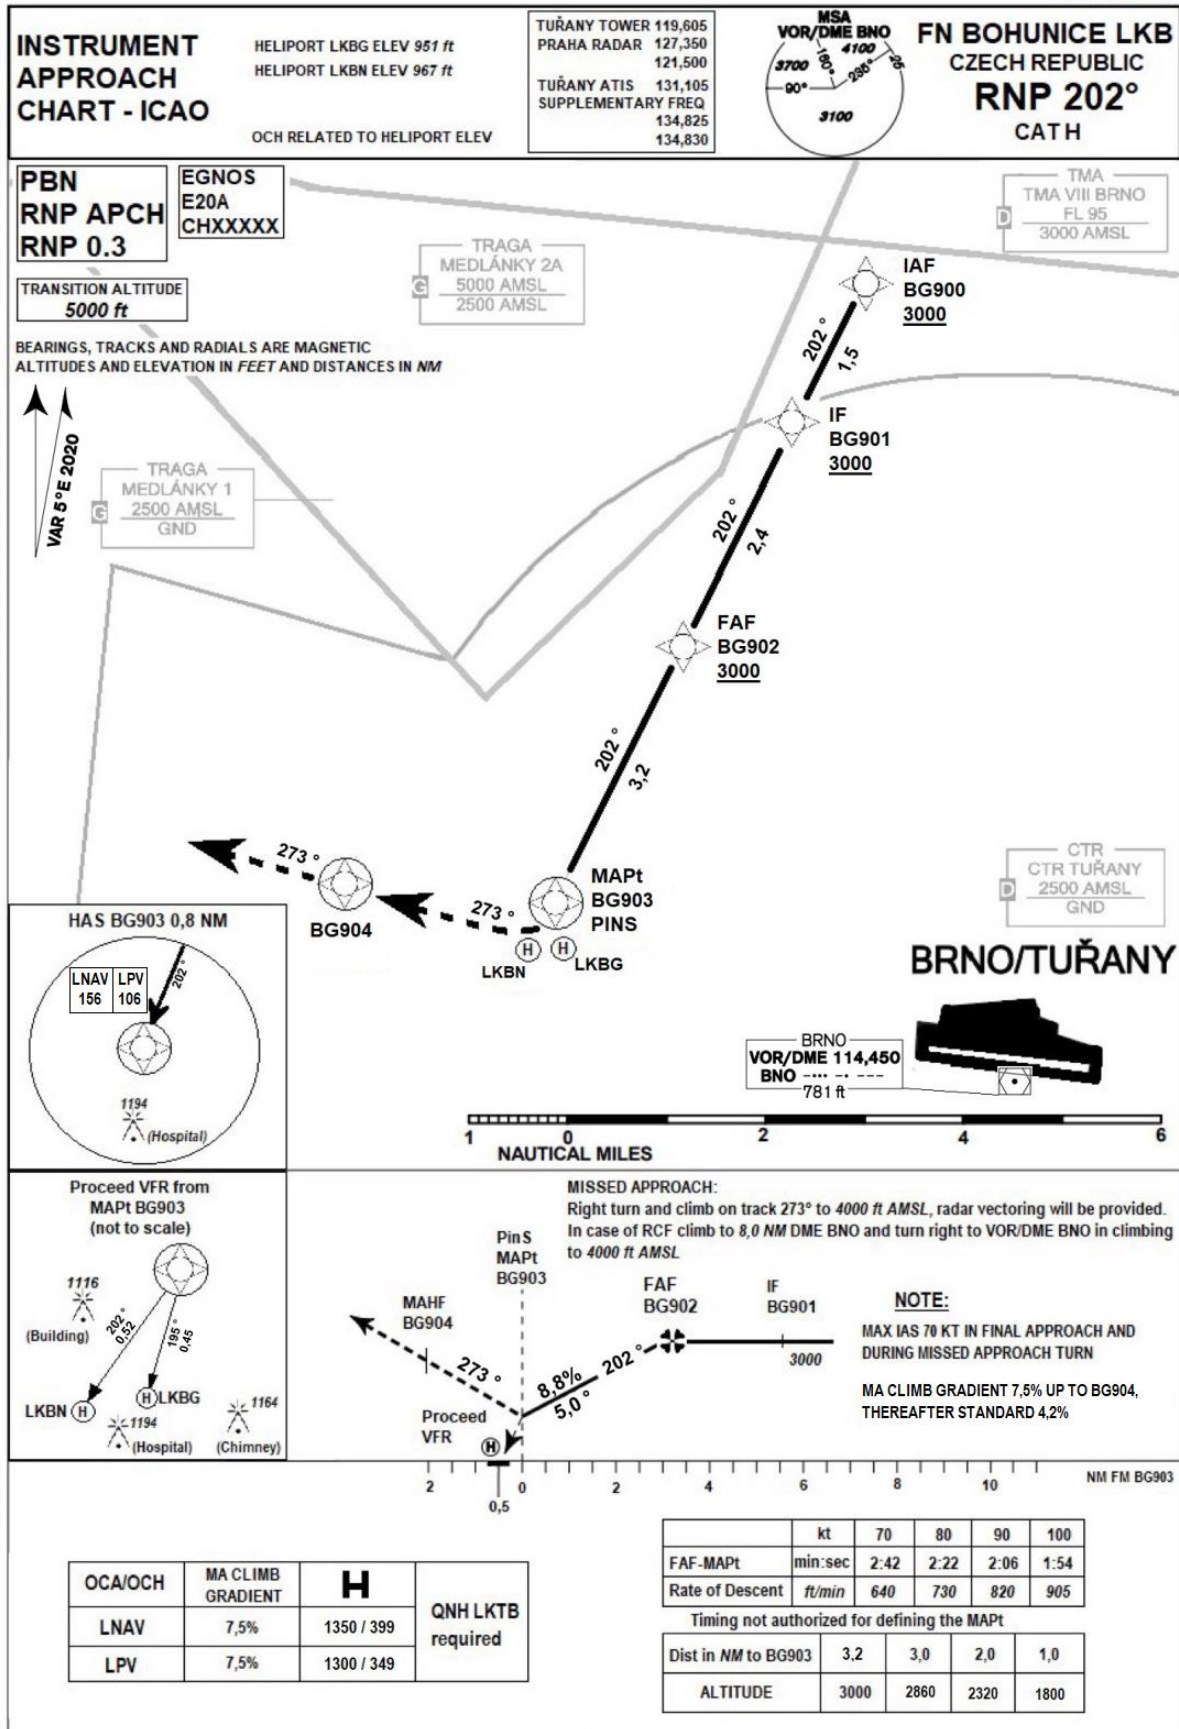 INSTRUMENT
APPROACH
CHART - ICAO
HELIPORT LKBG ELEV 951 ft
HELIPORT LKBN ELEV 967 ft
OCH RELATED TO HELIPORT ELEV
TUŘANY TOWER 119,605
PRAHA RADAR 127,350
121,500
TUŘANY ATIS 131,105
SUPPLEMENTARY FREQ
134,825
134,830
MSA
VOR/DME BNO
4100
3700
160°
25
235°
90°
3100
FN BOHUNICE LKB
CZECH REPUBLIC
RNP 202°
CAT H
PBN
RNP APCH
RNP 0.3
EGNOS
E20A
CHXXXXX
TRANSITION ALTITUDE
5000 ft
BEARINGS, TRACKS AND RADIALS ARE MAGNETIC
ALTITUDES AND ELEVATION IN FEET AND DISTANCES IN NM
VAR 5°E 2020
TRAGA
MEDLÁNKY 2A
G
5000 AMSL
2500 AMSL
TMA
TMA VIII BRNO
D
FL 95
3000 AMSL
IAF
BG900
3000
202°
1,5
IF
BG901
3000
TRAGA
MEDLÁNKY 1
G
2500 AMSL
GND
202°
2,4
FAF
BG902
3000
202°
3,2
273°
BG904
273°
MAPt
BG903
PINS
H
H
LKBN
LKBG
CTR
CTR TUŘANY
D
2500 AMSL
GND
BRNO/TUŘANY
BRNO
VOR/DME 114,450
BNO -··· -· ---
781 ft
HAS BG903 0,8 NM
LNAV LPV
156 106
202°
1194
(Hospital)
1 0 2 4 6
NAUTICAL MILES
Proceed VFR from
MAPt BG903
(not to scale)
1116
(Building)
202°
0,52
195°
0,45
LKBN H
H LKBG
1194
(Hospital)
1164
(Chimney)
MISSED APPROACH:
Right turn and climb on track 273° to 4000 ft AMSL, radar vectoring will be provided.
In case of RCF climb to 8,0 NM DME BNO and turn right to VOR/DME BNO in climbing
to 4000 ft AMSL
PinS
MAPt
BG903
MAHF
BG904
FAF
BG902
IF
BG901
273°
8,8%
5,0°
202°
3000
Proceed
VFR
H
NOTE:
MAX IAS 70 KT IN FINAL APPROACH AND
DURING MISSED APPROACH TURN
MA CLIMB GRADIENT 7,5% UP TO BG904,
THEREAFTER STANDARD 4,2%
2 0 2 4 6 8 10 NM FM BG903
0,5
OCA/OCH MA CLIMB GRADIENT H QNH LKTB required
LNAV 7,5% 1350 / 399
LPV 7,5% 1300 / 349
kt 70 80 90 100
FAF-MAPt min:sec 2:42 2:22 2:06 1:54
Rate of Descent ft/min 640 730 820 905
Timing not authorized for defining the MAPt
Dist in NM to BG903 3,2 3,0 2,0 1,0
ALTITUDE 3000 2860 2320 1800